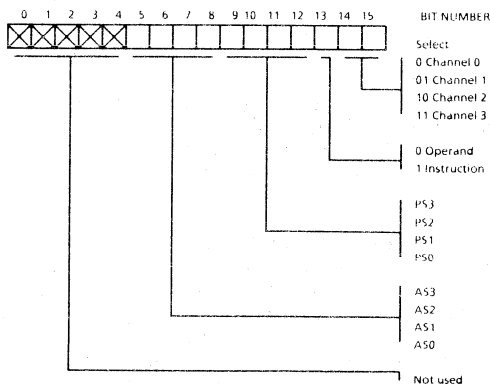 0 1 2 3 4 5 6 7 8 9 10 11 12 13 14 15 BIT NUMBER
Select
0 Channel 0
01 Channel 1
10 Channel 2
11 Channel 3
0 Operand
1 Instruction
PS3
PS2
PS1
PS0
AS3
AS2
AS1
AS0
Not used